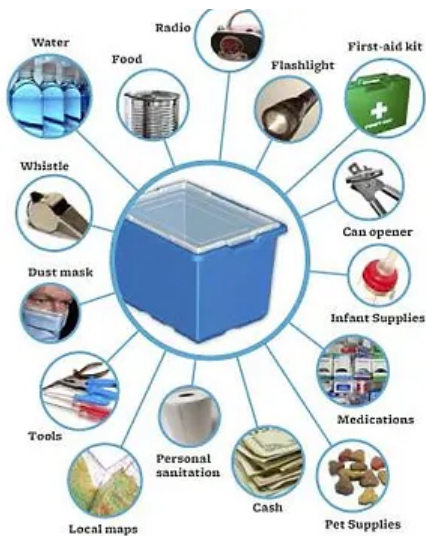 Radio
Water
Food
Flashlight
First-aid kit
Whistle
Can opener
Dust mask
Infant Supplies
Medications
Tools
Personal
sanitation
Cash
Local maps
Pet Supplies